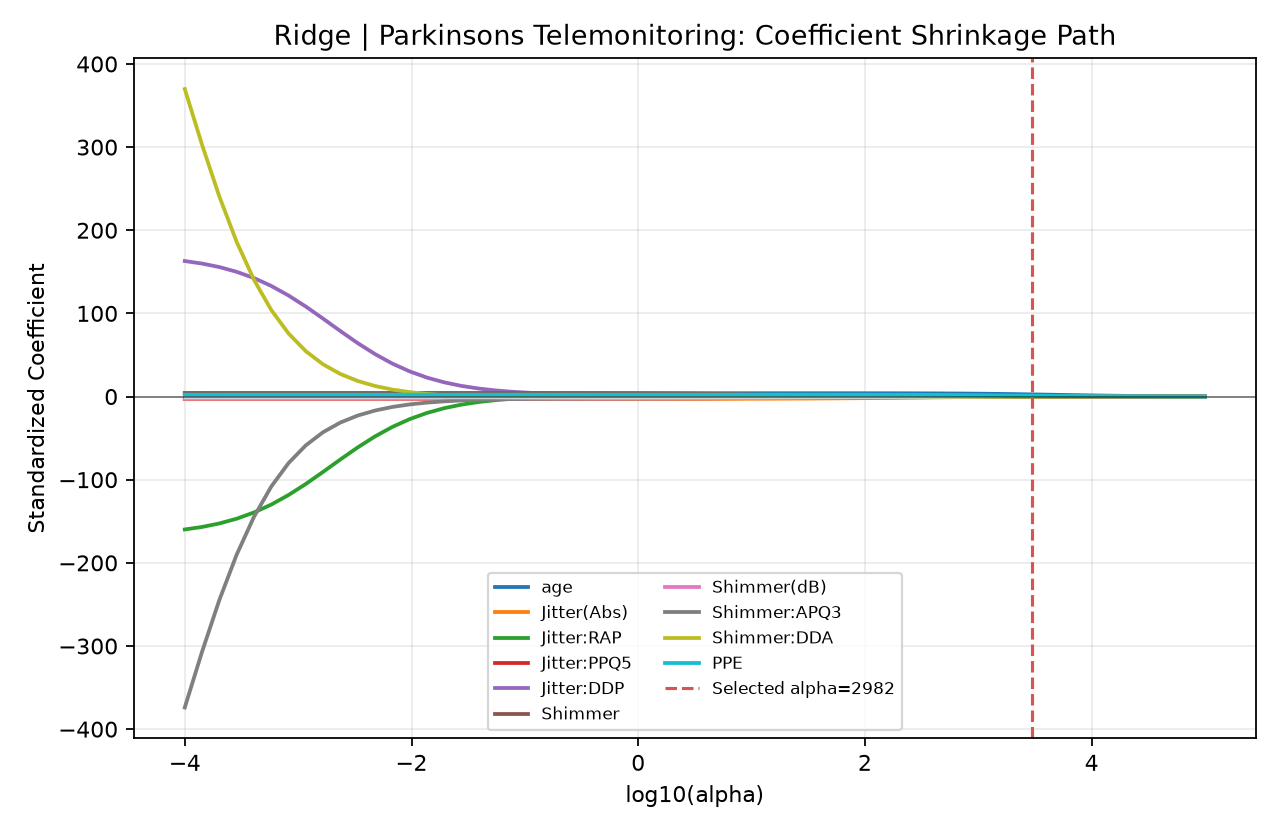 Ridge | Parkinsons Telemonitoring: Coefficient Shrinkage Path
Standardized Coefficient
400
300
200
100
0
−100
−200
−300
−400
−4
−2
0
2
4
log10(alpha)
age
Jitter(Abs)
Jitter:RAP
Jitter:PPQ5
Jitter:DDP
Shimmer
Shimmer(dB)
Shimmer:APQ3
Shimmer:DDA
PPE
Selected alpha=2982